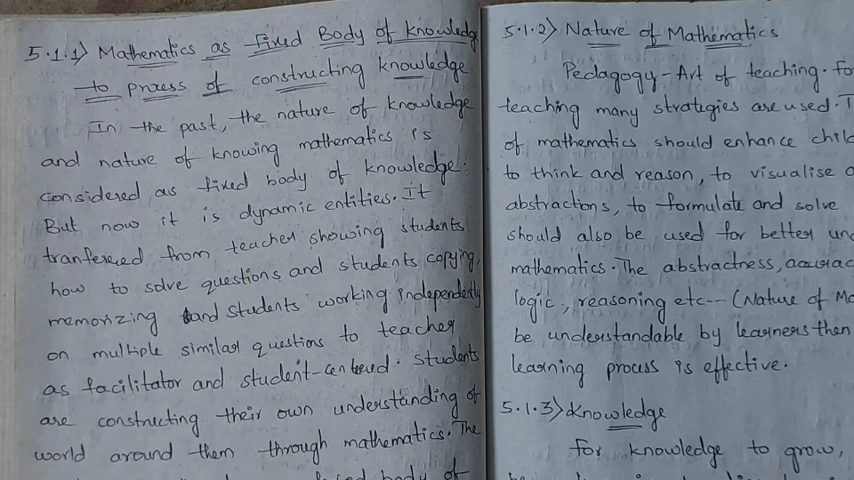 5.1.1) Mathematics as fixed Body of knowledge
to process of constructing knowledge
In the past, the nature of knowledge
and nature of knowing mathematics is
considered as fixed body of knowledge.
But now it is dynamic entities. It
tranfered from teacher showing students
how to solve questions and students copying,
memorizing and students working independently
on multiple similar questions to teacher
as facilitator and student-centered. Students
are constructing their own understanding of
world around them through mathematics. The
body of
5.1.2) Nature of Mathematics
Pedagogy - Art of teaching. Fo
teaching many strategies are used. T
of mathematics should enhance chil
to think and reason, to visualise a
abstractions, to formulate and solve
should also be used for better un
mathematics. The abstractness, accurac
logic, reasoning etc-- (Nature of Ma
be understandable by learners then
learning process is effective.
5.1.3) Knowledge
for knowledge to grow,